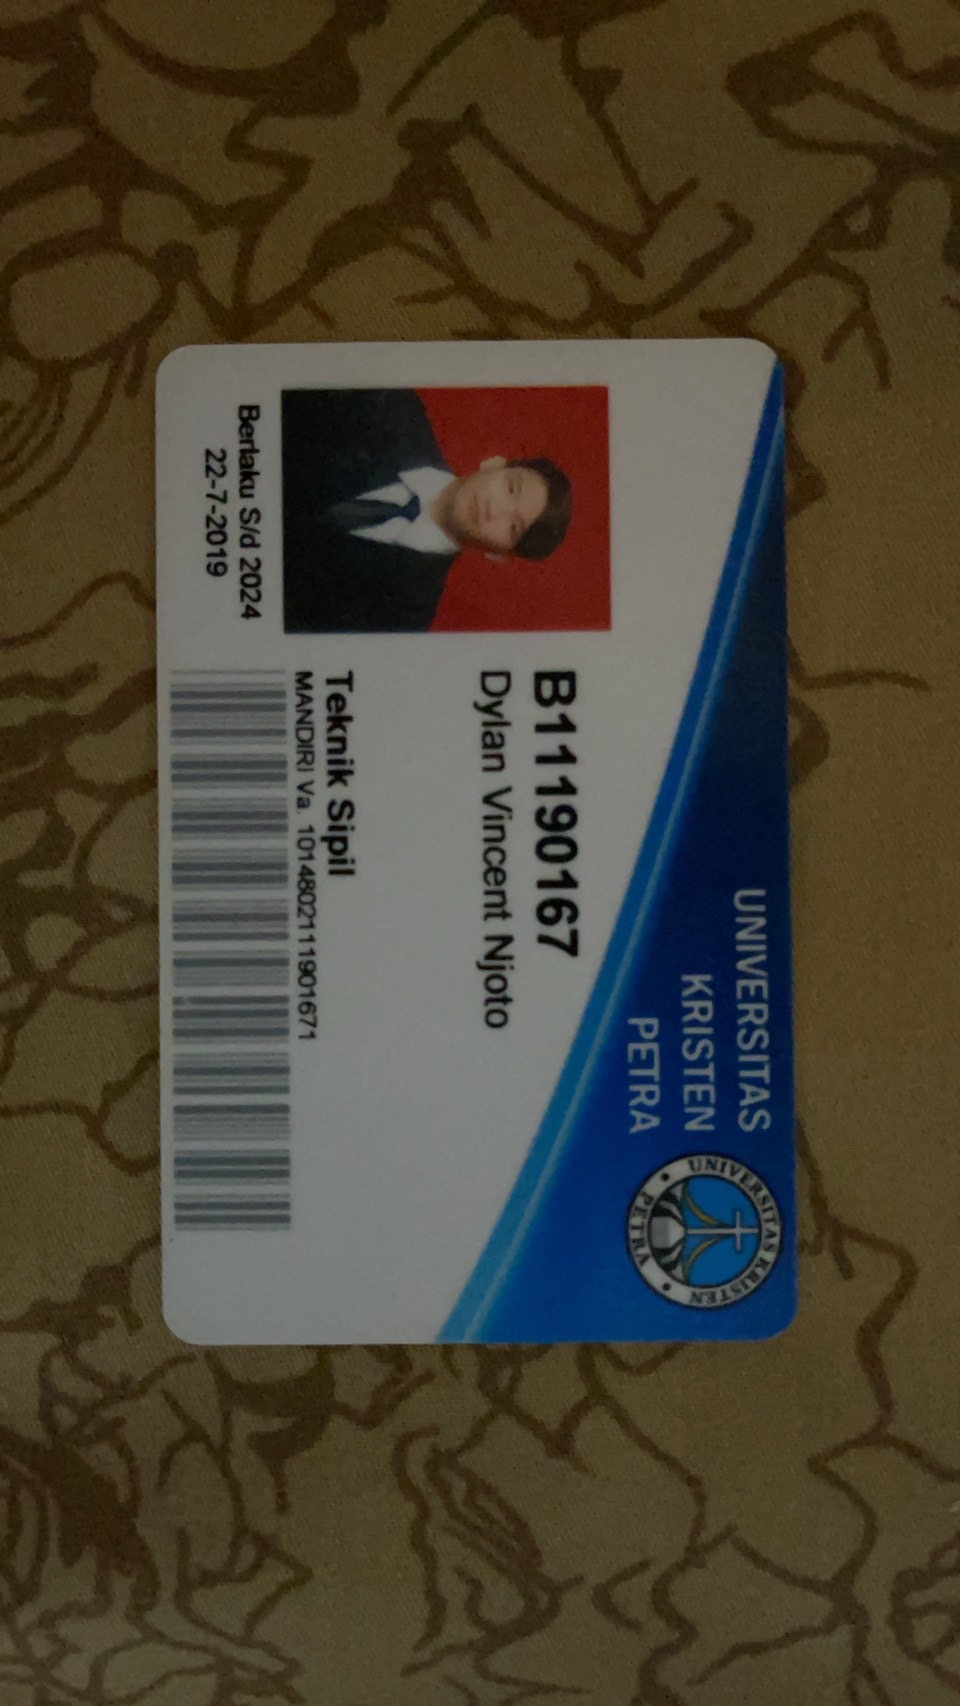 UNIVERSITAS
KRISTEN
PETRA
UNIVERSITAS KRISTEN
PETRA
B11190167
Dylan Vincent Njoto
Teknik Sipil
MANDIRI Va. 1014802111901671
Berlaku S/d 2024
22-7-2019